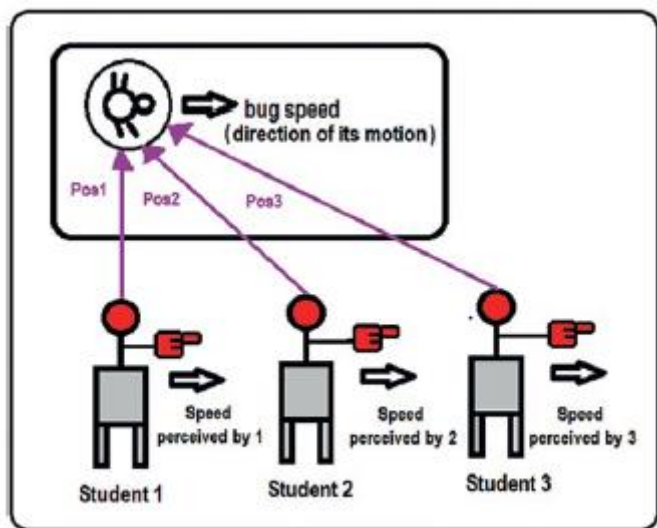 bug speed
(direction of its motion)
Pos1
Pos2
Pos3
Speed
perceived by 1
Speed
perceived by 2
Speed
perceived by 3
Student 1
Student 2
Student 3